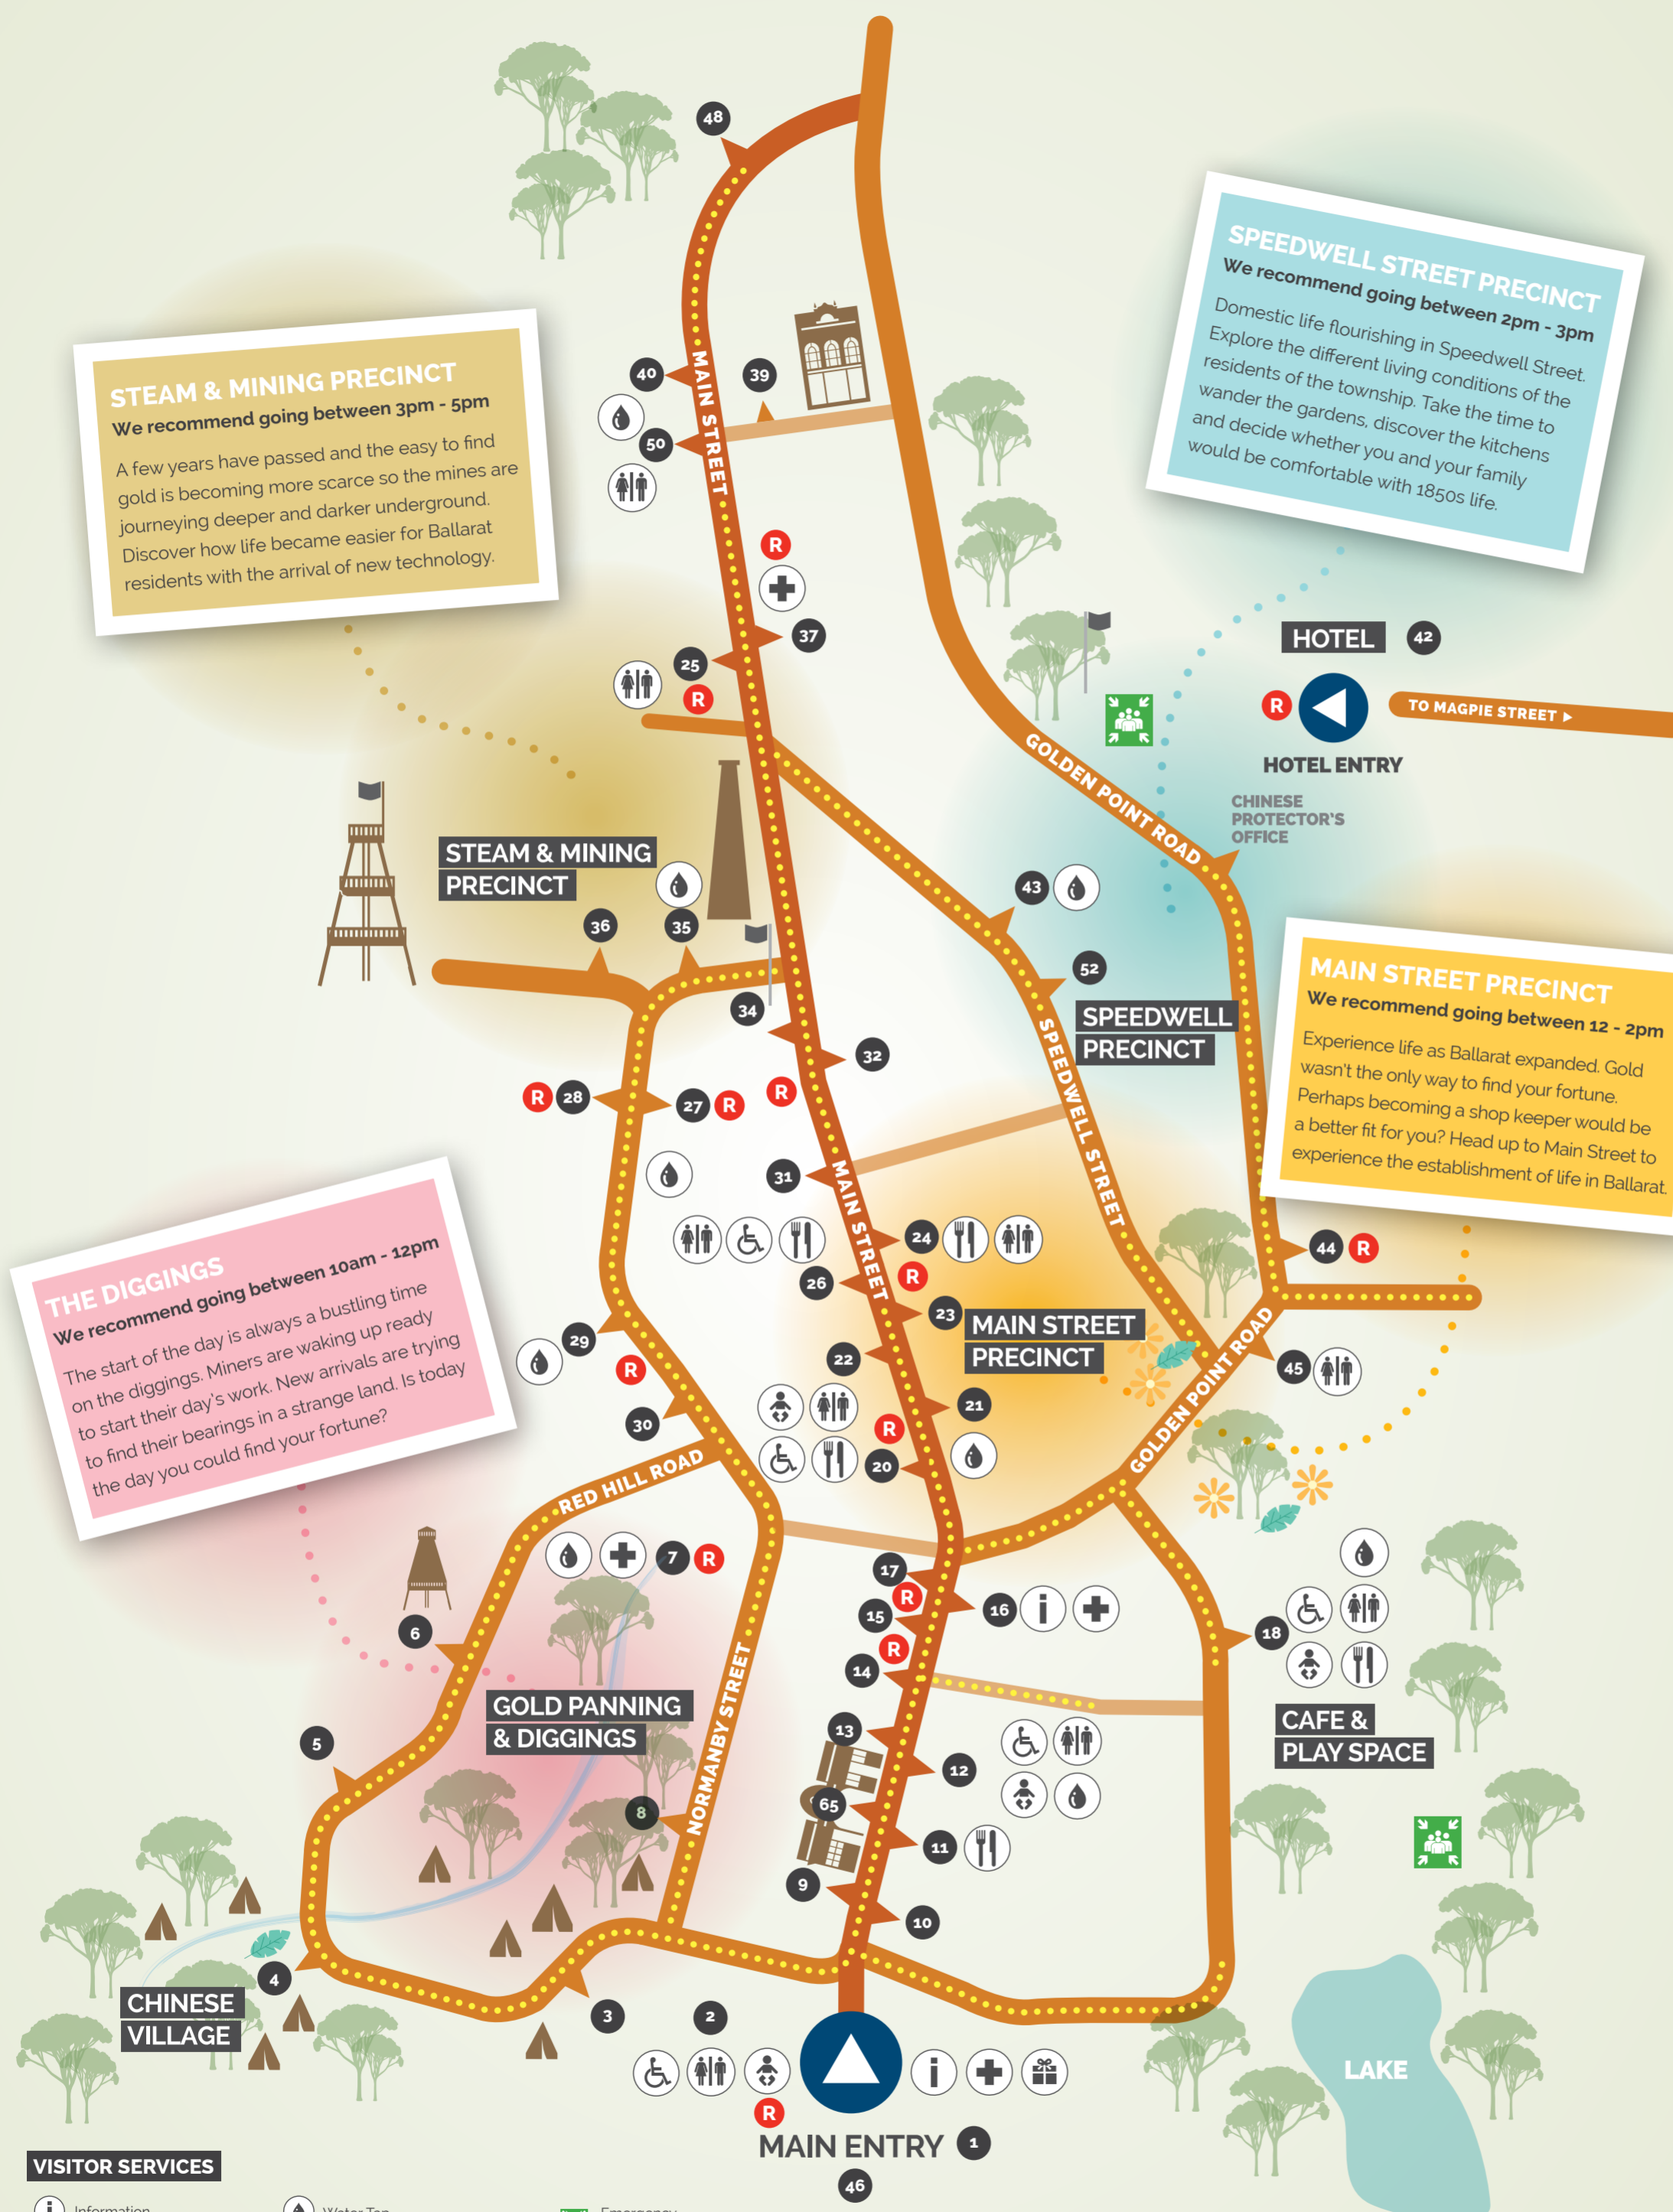 48
SPEEDWELL STREET PRECINCT
We recommend going between 2pm - 3pm
Domestic life flourishing in Speedwell Street.
Explore the different living conditions of the
residents of the township. Take the time to
wander the gardens, discover the kitchens
and decide whether you and your family
would be comfortable with 1850s life.
STEAM & MINING PRECINCT
We recommend going between 3pm - 5pm
A few years have passed and the easy to find
gold is becoming more scarce so the mines are
journeying deeper and darker underground.
Discover how life became easier for Ballarat
residents with the arrival of new technology.
40
MAIN STREET
39
50
R
37
25
R
HOTEL 42
R
TO MAGPIE STREET
HOTEL ENTRY
GOLDEN POINT ROAD
CHINESE
PROTECTOR'S
OFFICE
STEAM & MINING
PRECINCT
36
35
43
52
34
32
SPEEDWELL
PRECINCT
SPEEDWELL STREET
MAIN STREET PRECINCT
We recommend going between 12 - 2pm
Experience life as Ballarat expanded. Gold
wasn't the only way to find your fortune.
Perhaps becoming a shop keeper would be
a better fit for you? Head up to Main Street to
experience the establishment of life in Ballarat.
R 28
27 R
R
31
MAIN STREET
24
R
26
23
44 R
THE DIGGINGS
We recommend going between 10am - 12pm
The start of the day is always a bustling time
on the diggings. Miners are waking up ready
to start their day's work. New arrivals are trying
to find their bearings in a strange land. Is today
the day you could find your fortune?
29
R
30
MAIN STREET
PRECINCT
22
21
R
20
45
GOLDEN POINT ROAD
RED HILL ROAD
7 R
17
R
15
16 i
R
14
18
6
5
GOLD PANNING
& DIGGINGS
NORMANBY STREET
CAFE &
PLAY SPACE
13
12
65
8
11
9
10
4
CHINESE
VILLAGE
3
2
i
R
LAKE
MAIN ENTRY 1
46
VISITOR SERVICES
i Information
Water Tap
Emergency